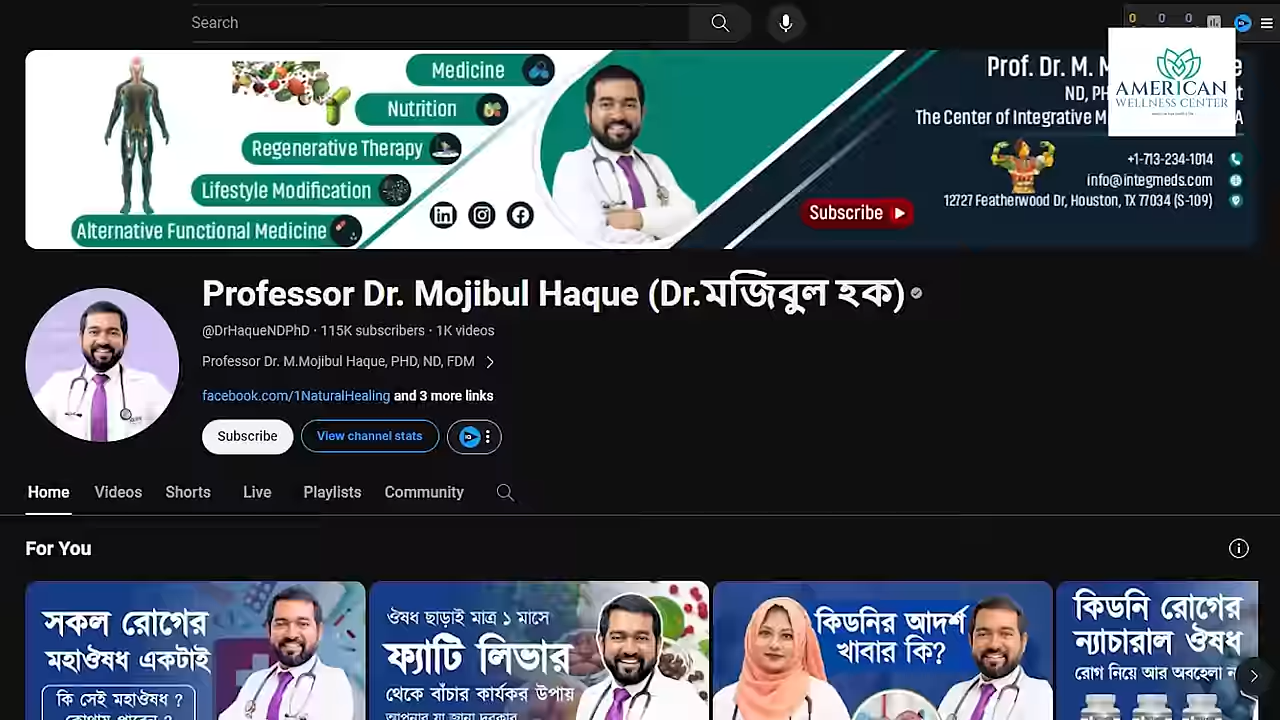 Search
0 0 0
Medicine
Nutrition
Regenerative Therapy
Lifestyle Modification
Alternative Functional Medicine
Subscribe
Prof. Dr. M.
ND,
The Center of Integrative
+1-713-234-1014
info@integmeds.com
12727 Featherwood Dr, Houston, TX 77034 (S-109)
AMERICAN
WELLNESS CENTER
Professor Dr. Mojibul Haque (Dr.মজিবুল হক)
@DrHaqueNDPhD · 115K subscribers · 1K videos
Professor Dr. M.Mojibul Haque, PHD, ND, FDM
facebook.com/1NaturalHealing and 3 more links
Subscribe
View channel stats
Home Videos Shorts Live Playlists Community
For You
সকল রোগের
মহাঔষধ একটাই
কি সেই মহাঔষধ ?
কোথায় পাবেন ?
ঔষধ ছাড়াই মাত্র ১ মাসে
ফ্যাটি লিভার
থেকে বাঁচার কার্যকর উপায়
আপনার যা জানা দরকার
কিডনির আদর্শ
খাবার কি?
কিডনি রোগের
ন্যাচারাল ঔষধ
রোগ নিয়ে আর অবহেলা